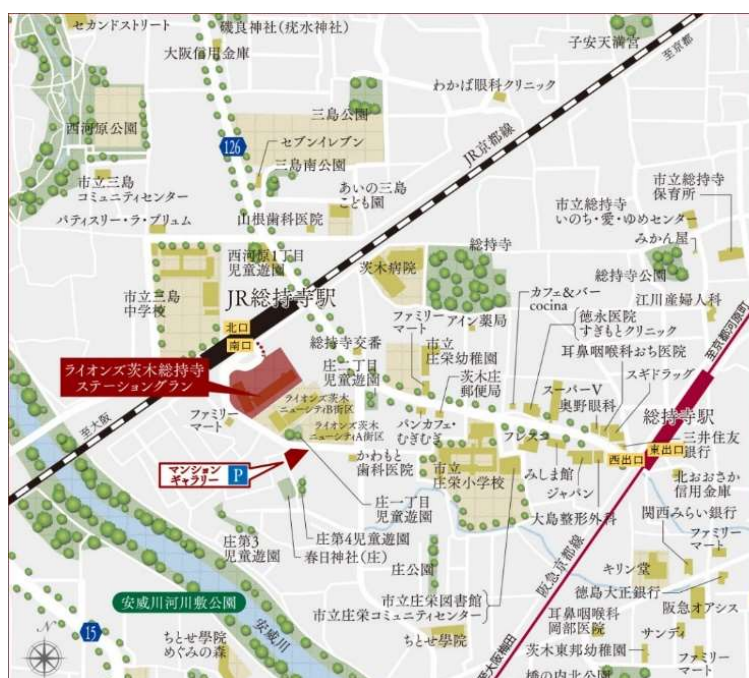 セカンドストリート
磯良神社(疣水神社)
大阪信用金庫
子安天満宮
至京都
わかば眼科クリニック
三島公園
西河原公園
JR京都線
126
セブンイレブン
三島南公園
市立三島
コミュニティセンター
あいの三島
こども園
市立総持寺
保育所
市立総持寺
いのち・愛・ゆめセンター
パティスリー・ラ・プリュム
山根歯科医院
みかん屋
西河原1丁目
児童遊園
総持寺
茨木病院
総持寺公園
市立三島
中学校
JR総持寺駅
カフェ&バー
cocina
江川産婦人科
北口
南口
ファミリー
マート
アイン薬局
徳永医院
すぎもとクリニック
至京都河原町
総持寺交番
市立
庄栄幼稚園
耳鼻咽喉科おち医院
ライオンズ茨木総持寺
ステーショングラン
庄一丁目
児童遊園
茨木庄
郵便局
スーパーV
スギドラッグ
奥野眼科
総持寺駅
至大阪
ライオンズ茨木
ニューシティB街区
ファミリー
マート
ライオンズ茨木
ニューシティA街区
パンカフェ・
むぎむぎ
フレスコ
三井住友
銀行
東出口
西出口
マンション
ギャラリー
P
かわもと
歯科医院
市立
庄栄小学校
みしま館
ジャパン
北おおさか
信用金庫
庄一丁目
児童遊園
大島整形外科
関西みらい銀行
庄第3
児童遊園
庄第4児童遊園
春日神社(庄)
ファミリー
マート
庄公園
阪急京都線
キリン堂
安威川河川敷公園
市立庄栄図書館
市立庄栄コミュニティセンター
徳島大正銀行
耳鼻咽喉科
岡部医院
阪急オアシス
15
安威川
ちとせ學院
めぐみの森
ちとせ學院
サンディ
茨木東邦幼稚園
N
至大阪梅田
橋の内北公園
ファミリー
マート